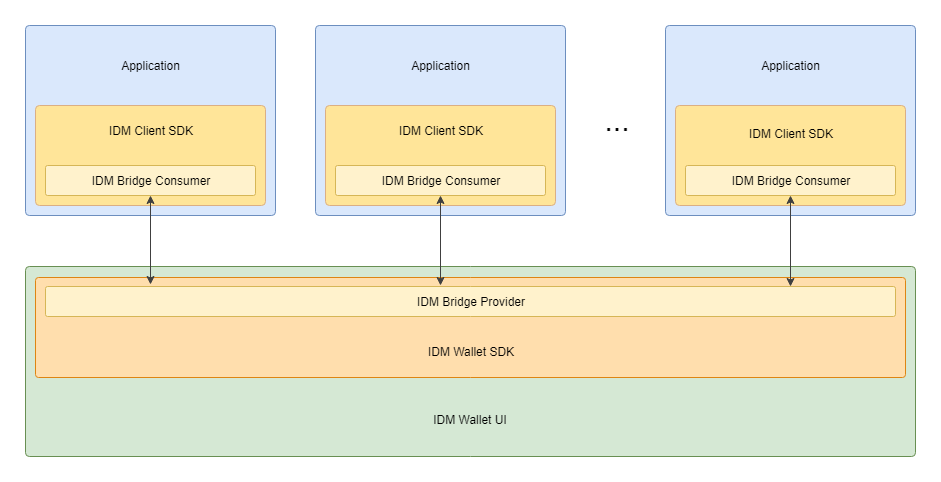 Application
Application
Application
IDM Client SDK
IDM Client SDK
...
IDM Client SDK
IDM Bridge Consumer
IDM Bridge Consumer
IDM Bridge Consumer
IDM Bridge Provider
IDM Wallet SDK
IDM Wallet UI